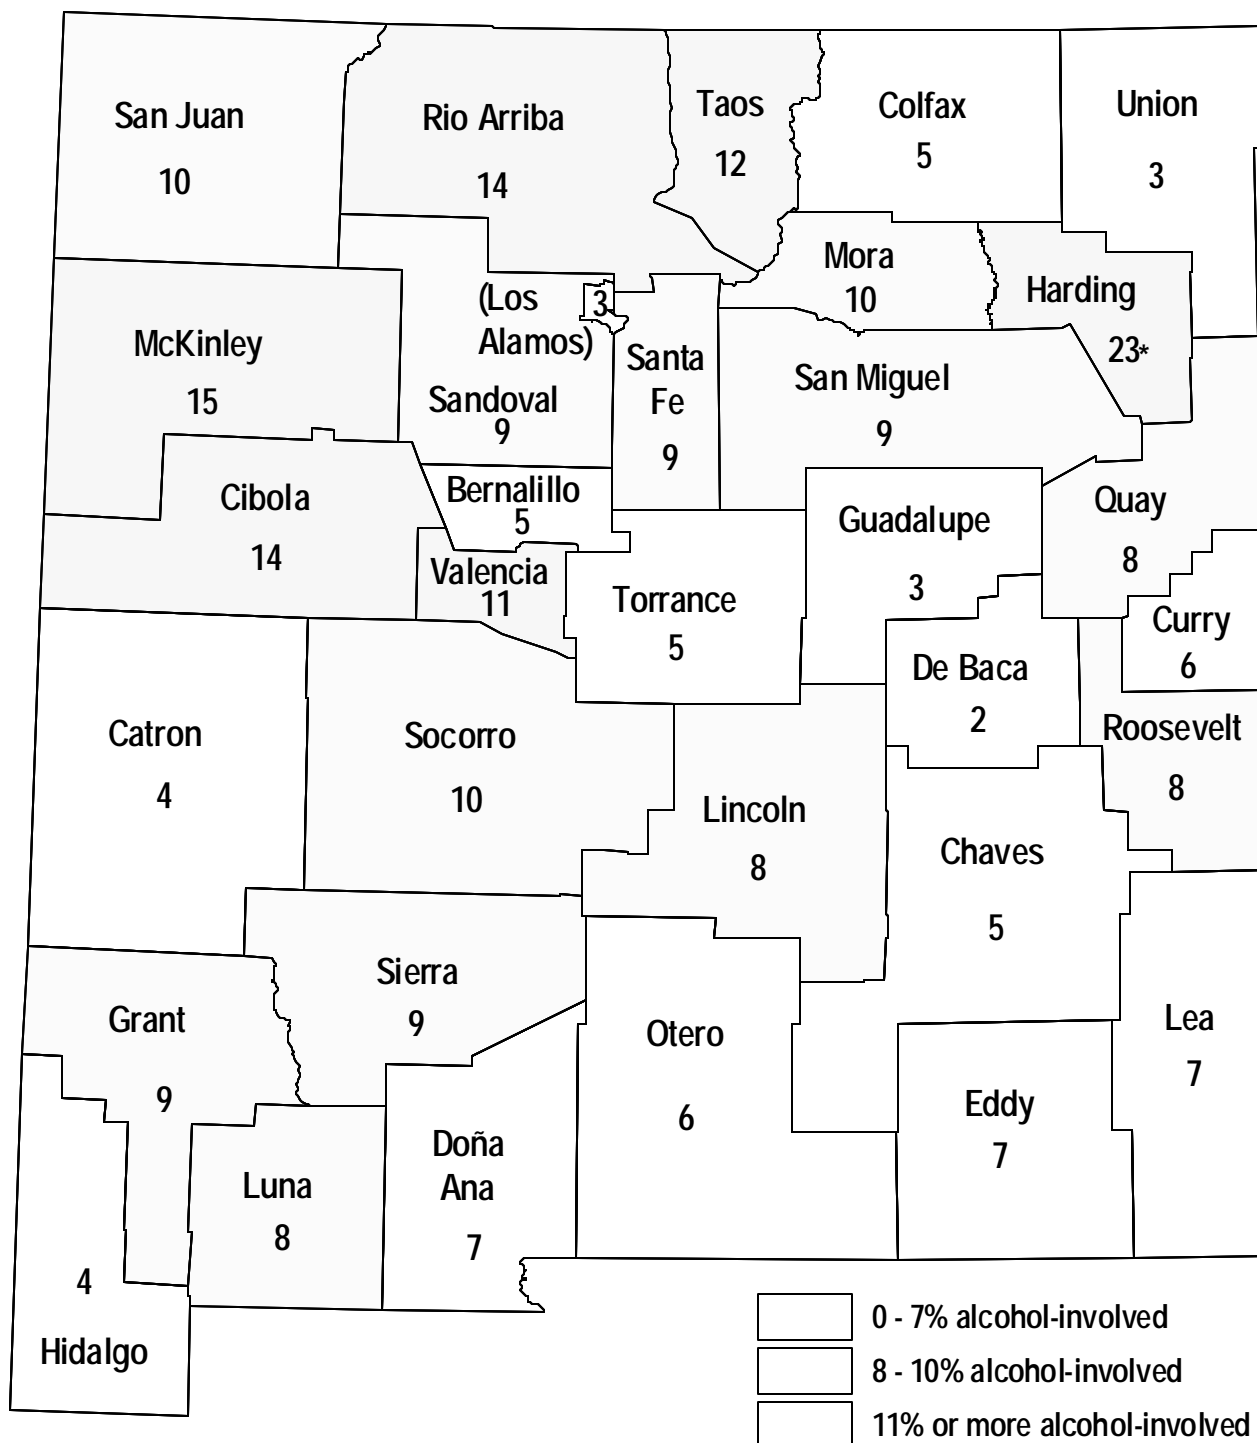 San Juan
10
Rio Arriba
14
Taos
12
Colfax
5
Union
3
Mora
10
Harding
23*
(Los
Alamos)
3
McKinley
15
Sandoval
9
Santa
Fe
9
San Miguel
9
Cibola
14
Bernalillo
5
Guadalupe
3
Quay
8
Valencia
11
Torrance
5
Curry
6
De Baca
2
Roosevelt
8
Catron
4
Socorro
10
Lincoln
8
Chaves
5
Sierra
9
Grant
9
Otero
6
Lea
7
Eddy
7
Doña
Ana
7
Luna
8
4
Hidalgo
0 - 7% alcohol-involved
8 - 10% alcohol-involved
11% or more alcohol-involved